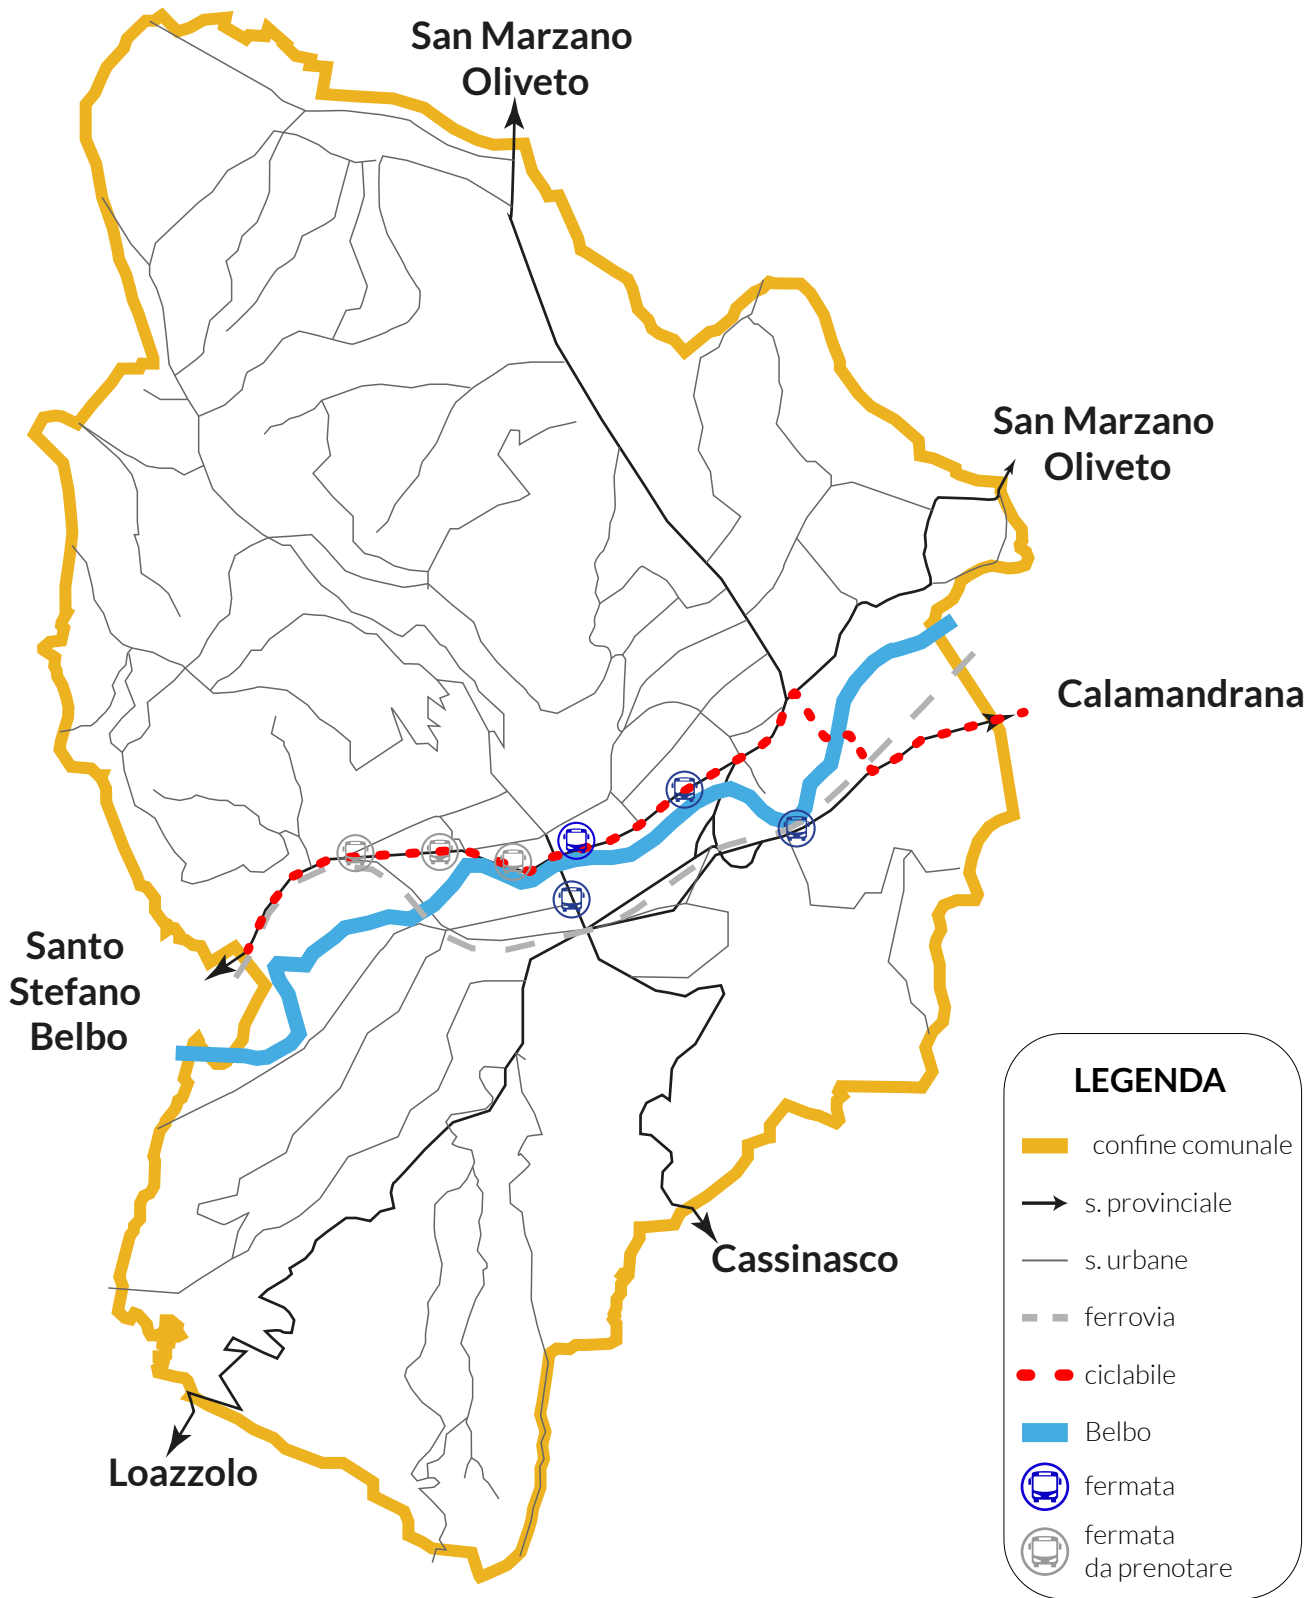 San Marzano
Oliveto
San Marzano
Oliveto
Calamandrana
Santo
Stefano
Belbo
Cassinasco
Loazzolo
LEGENDA
confine comunale
s. provinciale
s. urbane
ferrovia
ciclabile
Belbo
fermata
fermata
da prenotare